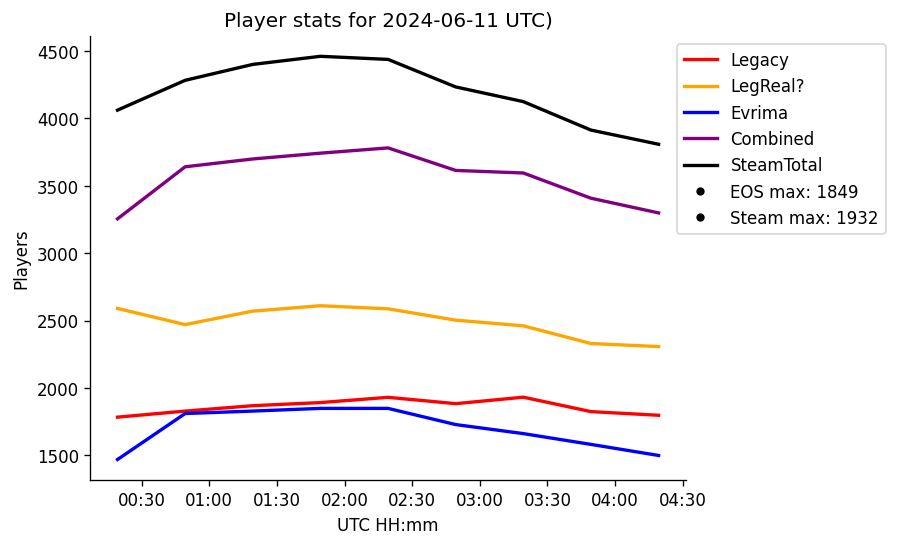 Player stats for 2024-06-11 UTC)
4500
4000
3500
3000
2500
2000
1500
Players
00:30 01:00 01:30 02:00 02:30 03:00 03:30 04:00 04:30
UTC HH:mm
Legacy
LegReal?
Evrima
Combined
SteamTotal
EOS max: 1849
Steam max: 1932